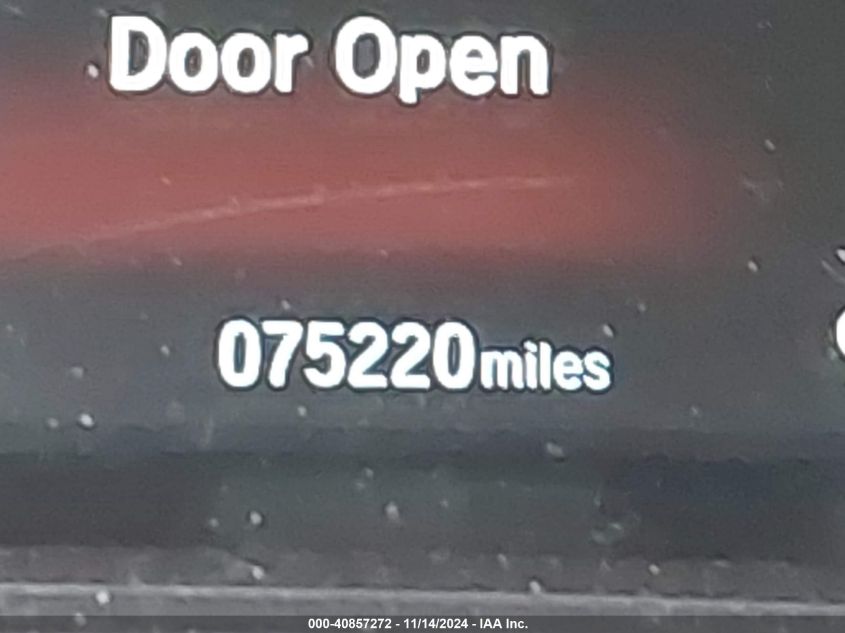 Door Open
075220miles
000-40857272 - 11/14/2024 - IAA Inc.